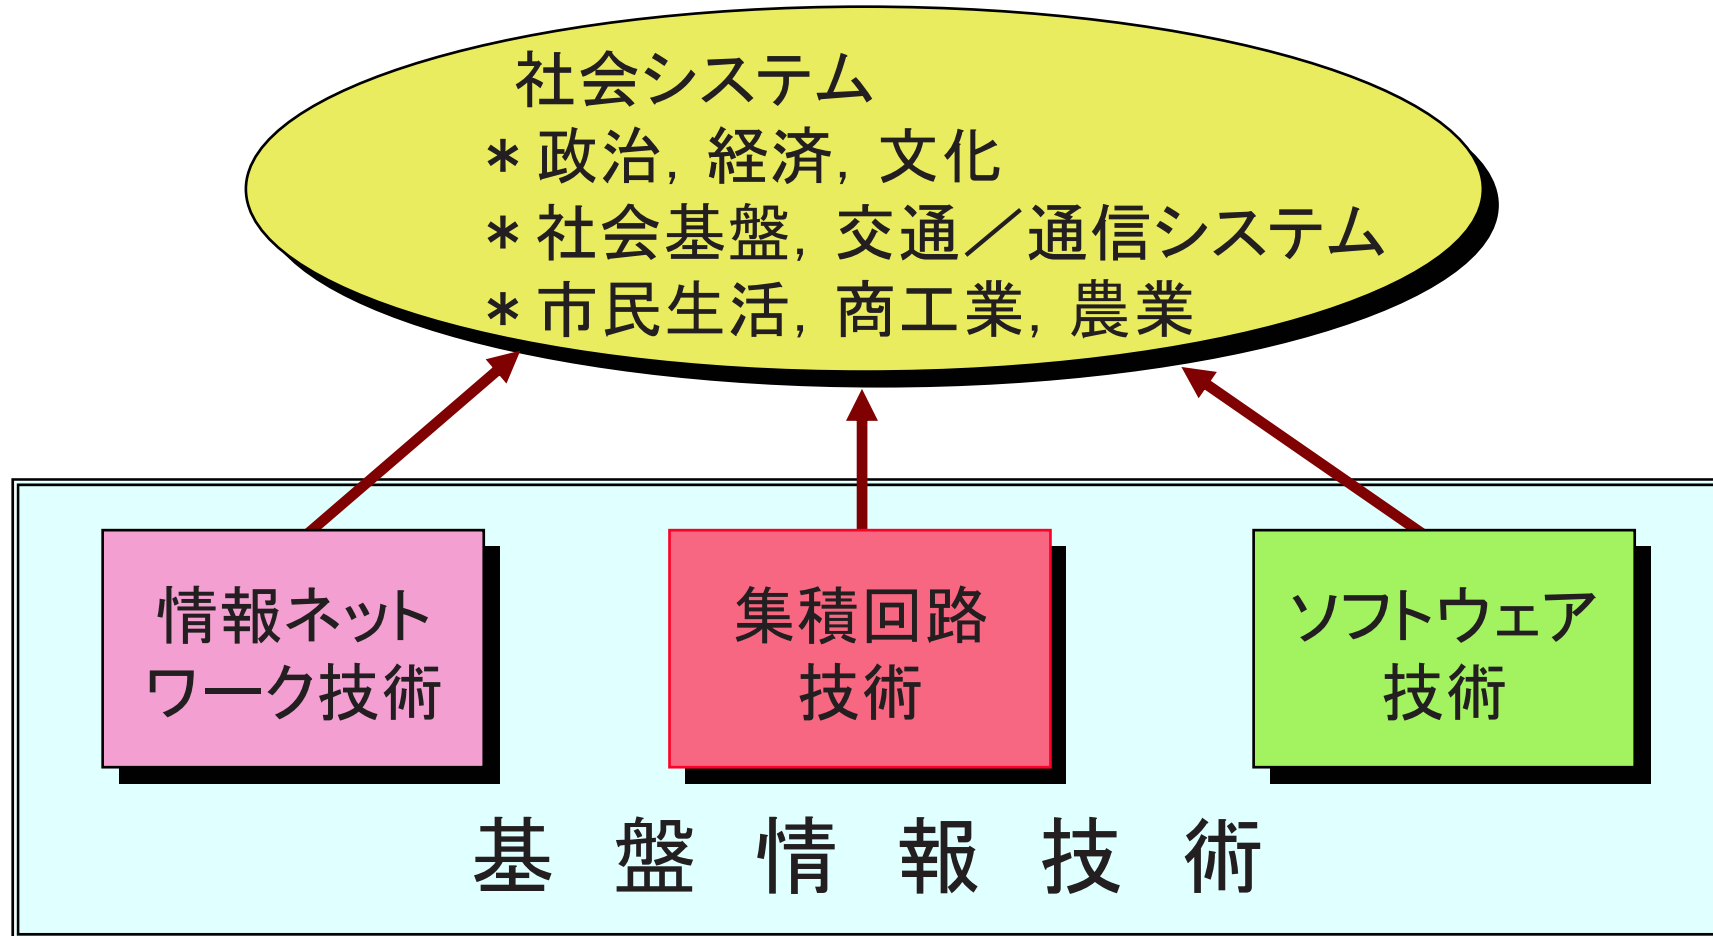 社会システム
* 政治, 経済, 文化
* 社会基盤, 交通／通信システム
* 市民生活, 商工業, 農業
情報ネット
ワーク技術
集積回路
技術
ソフトウェア
技術
基盤情報技術